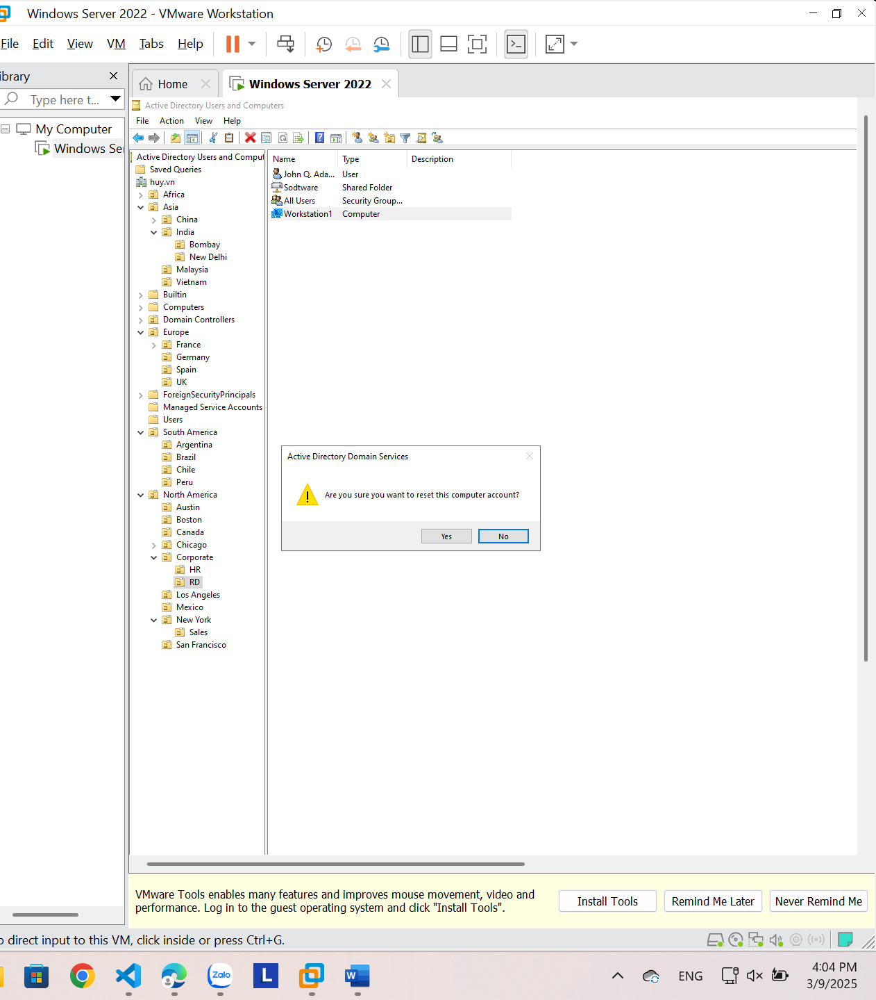 Windows Server 2022 - VMware Workstation
File Edit View VM Tabs Help
ibrary
Type here t...
My Computer
Windows Se
Home
Windows Server 2022
Active Directory Users and Computers
File Action View Help
Active Directory Users and Comput
Saved Queries
huy.vn
Africa
Asia
China
India
Bombay
New Delhi
Malaysia
Vietnam
Builtin
Computers
Domain Controllers
Europe
France
Germany
Spain
UK
ForeignSecurityPrincipals
Managed Service Accounts
Users
South America
Argentina
Brazil
Chile
Peru
North America
Austin
Boston
Canada
Chicago
Corporate
HR
RD
Los Angeles
Mexico
New York
Sales
San Francisco
Name Type Description
John Q. Ada... User
Sodtware Shared Folder
All Users Security Group...
Workstation1 Computer
Active Directory Domain Services
Are you sure you want to reset this computer account?
Yes No
VMware Tools enables many features and improves mouse movement, video and
performance. Log in to the guest operating system and click "Install Tools".
Install Tools Remind Me Later Never Remind Me
o direct input to this VM, click inside or press Ctrl+G.
Zalo
L
W
ENG
4:04 PM
3/9/2025